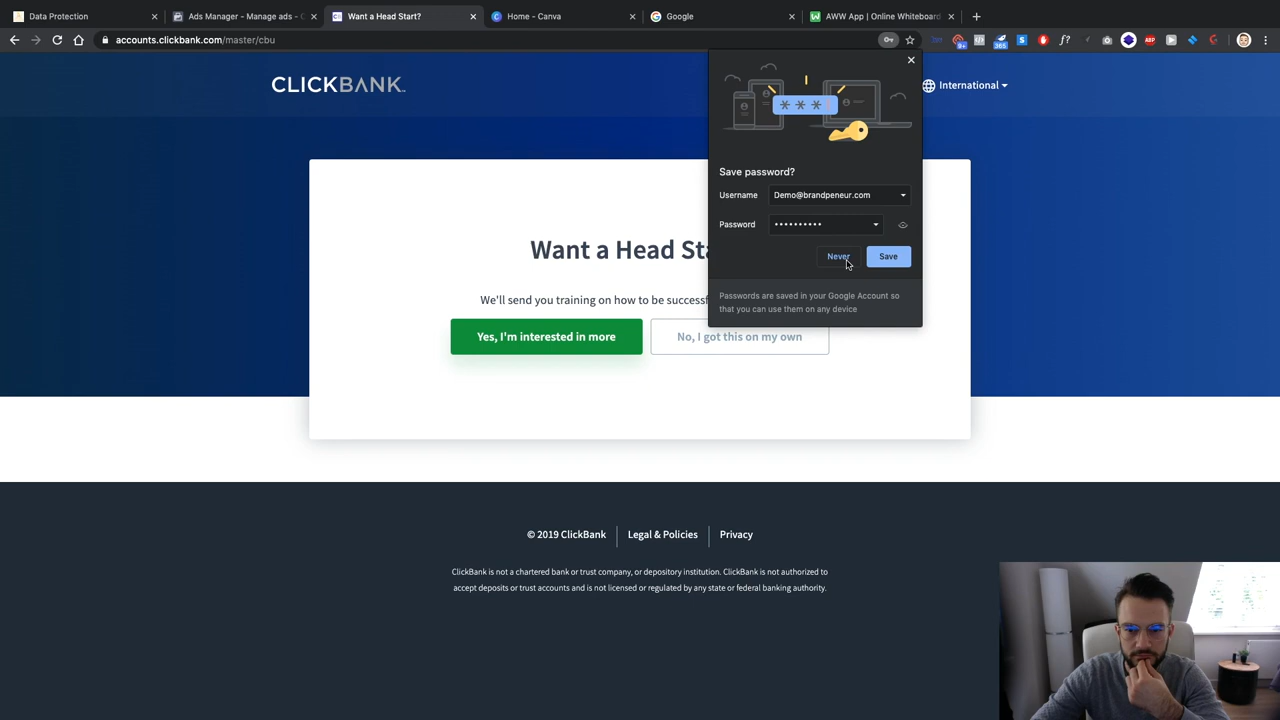 Data Protection
Ads Manager - Manage ads - C
Want a Head Start?
Home - Canva
Google
AWW App | Online Whiteboard
accounts.clickbank.com/master/cbu
9+
365
ABP
f?
CLICKBANK
International
Save password?
Username Demo@brandpeneur.com
Password ••••••••••
Never Save
Passwords are saved in your Google Account so
that you can use them on any device
Want a Head Sta
We'll send you training on how to be successf
Yes, I'm interested in more
No, I got this on my own
© 2019 ClickBank Legal & Policies Privacy
ClickBank is not a chartered bank or trust company, or depository institution. ClickBank is not authorized to
accept deposits or trust accounts and is not licensed or regulated by any state or federal banking authority.